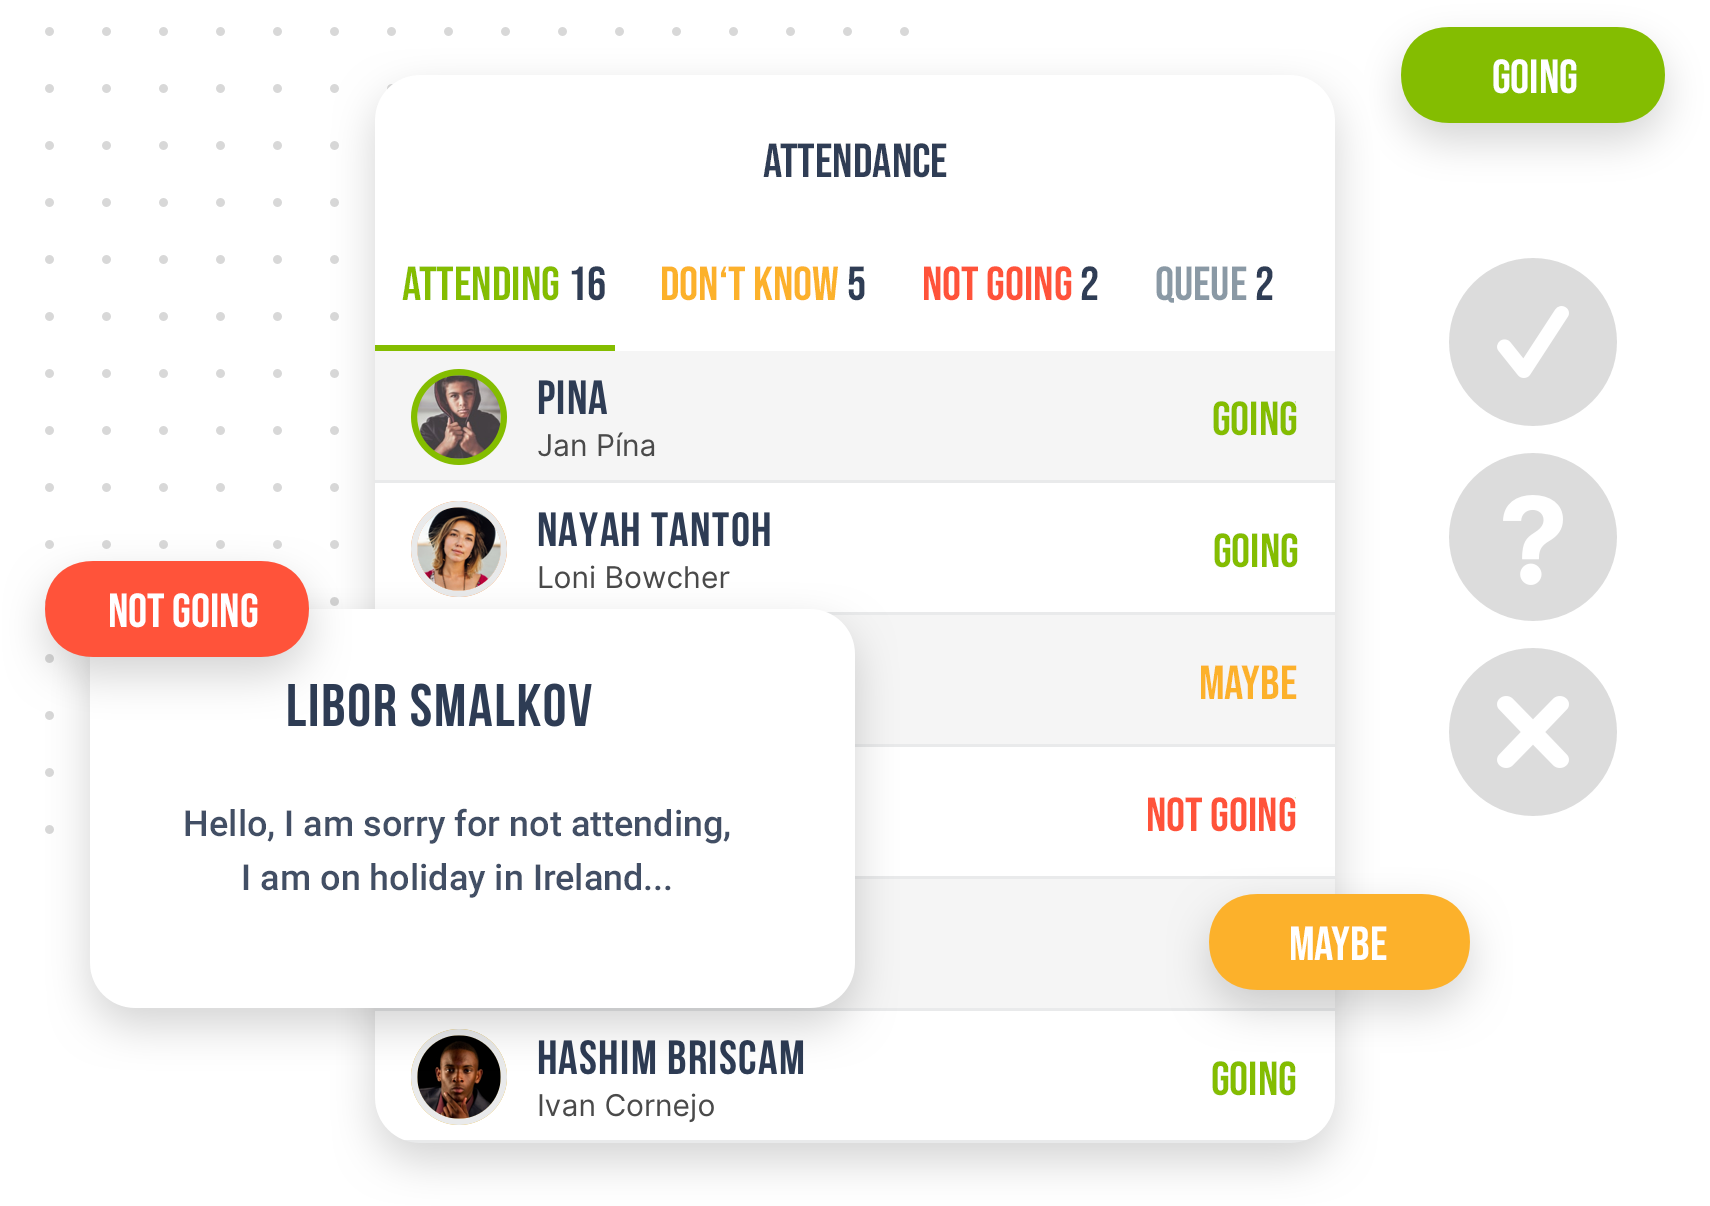 GOING
ATTENDANCE
ATTENDING 16 DON‘T KNOW 5 NOT GOING 2 QUEUE 2
PINA
Jan Pína
GOING
NAYAH TANTOH
Loni Bowcher
GOING
NOT GOING
LIBOR SMALKOV
Hello, I am sorry for not attending,
I am on holiday in Ireland...
MAYBE
NOT GOING
MAYBE
HASHIM BRISCAM
Ivan Cornejo
GOING